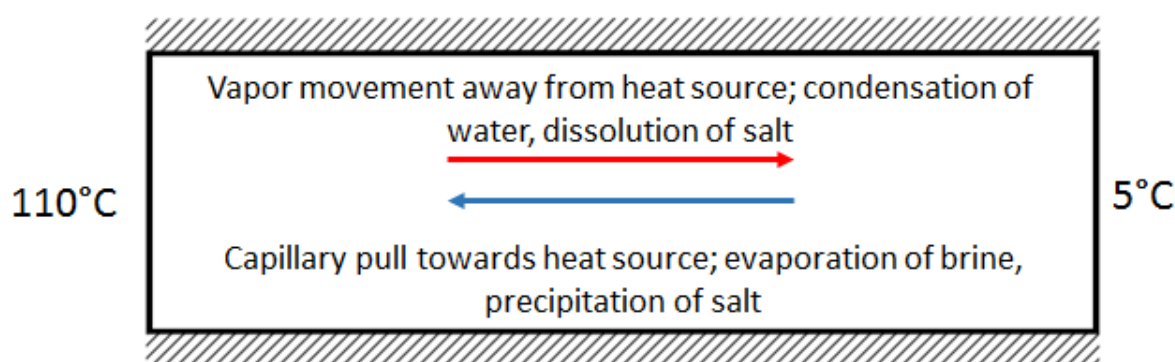 Vapor movement away from heat source; condensation of
water, dissolution of salt
110°C
5°C
Capillary pull towards heat source; evaporation of brine,
precipitation of salt